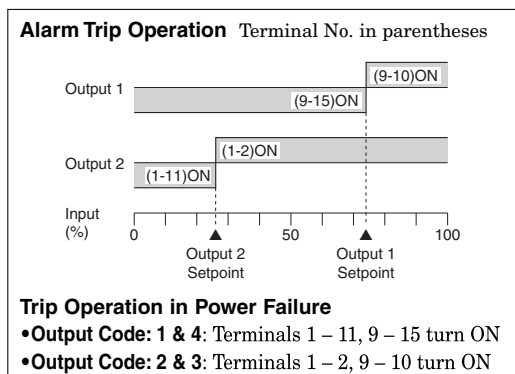 Alarm Trip Operation Terminal No. in parentheses
(9-10)ON
Output 1
(9-15)ON
(1-2)ON
Output 2
(1-11)ON
Input
(%)
0 50 100
Output 2 Output 1
Setpoint Setpoint
Trip Operation in Power Failure
•Output Code: 1 & 4: Terminals 1 – 11, 9 – 15 turn ON
•Output Code: 2 & 3: Terminals 1 – 2, 9 – 10 turn ON